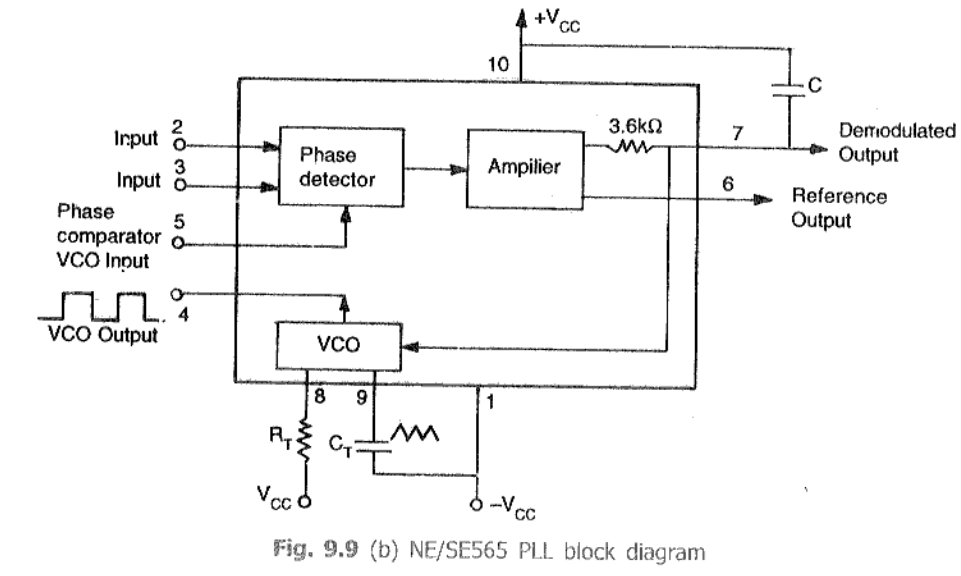 +VCC
10
C
3.6kΩ
7
Demodulated
Output
Input
2
Phase
detector
Ampilier
Input
3
6
Reference
Output
Phase
comparator
VCO Input
5
4
VCO Output
VCO
8
9
1
RT
CT
VCC
–VCC
Fig. 9.9 (b) NE/SE565 PLL block diagram